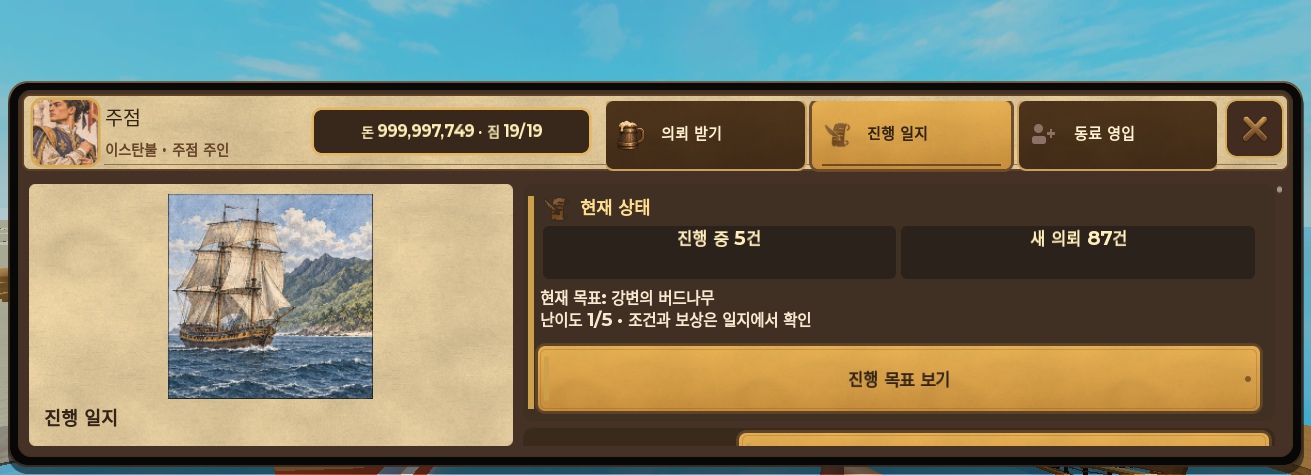 주점
이스탄불 • 주점 주인
돈 999,997,749 · 짐 19/19
의뢰 받기
진행 일지
동료 영입
진행 일지
현재 상태
진행 중 5건
새 의뢰 87건
현재 목표: 강변의 버드나무
난이도 1/5 • 조건과 보상은 일지에서 확인
진행 목표 보기